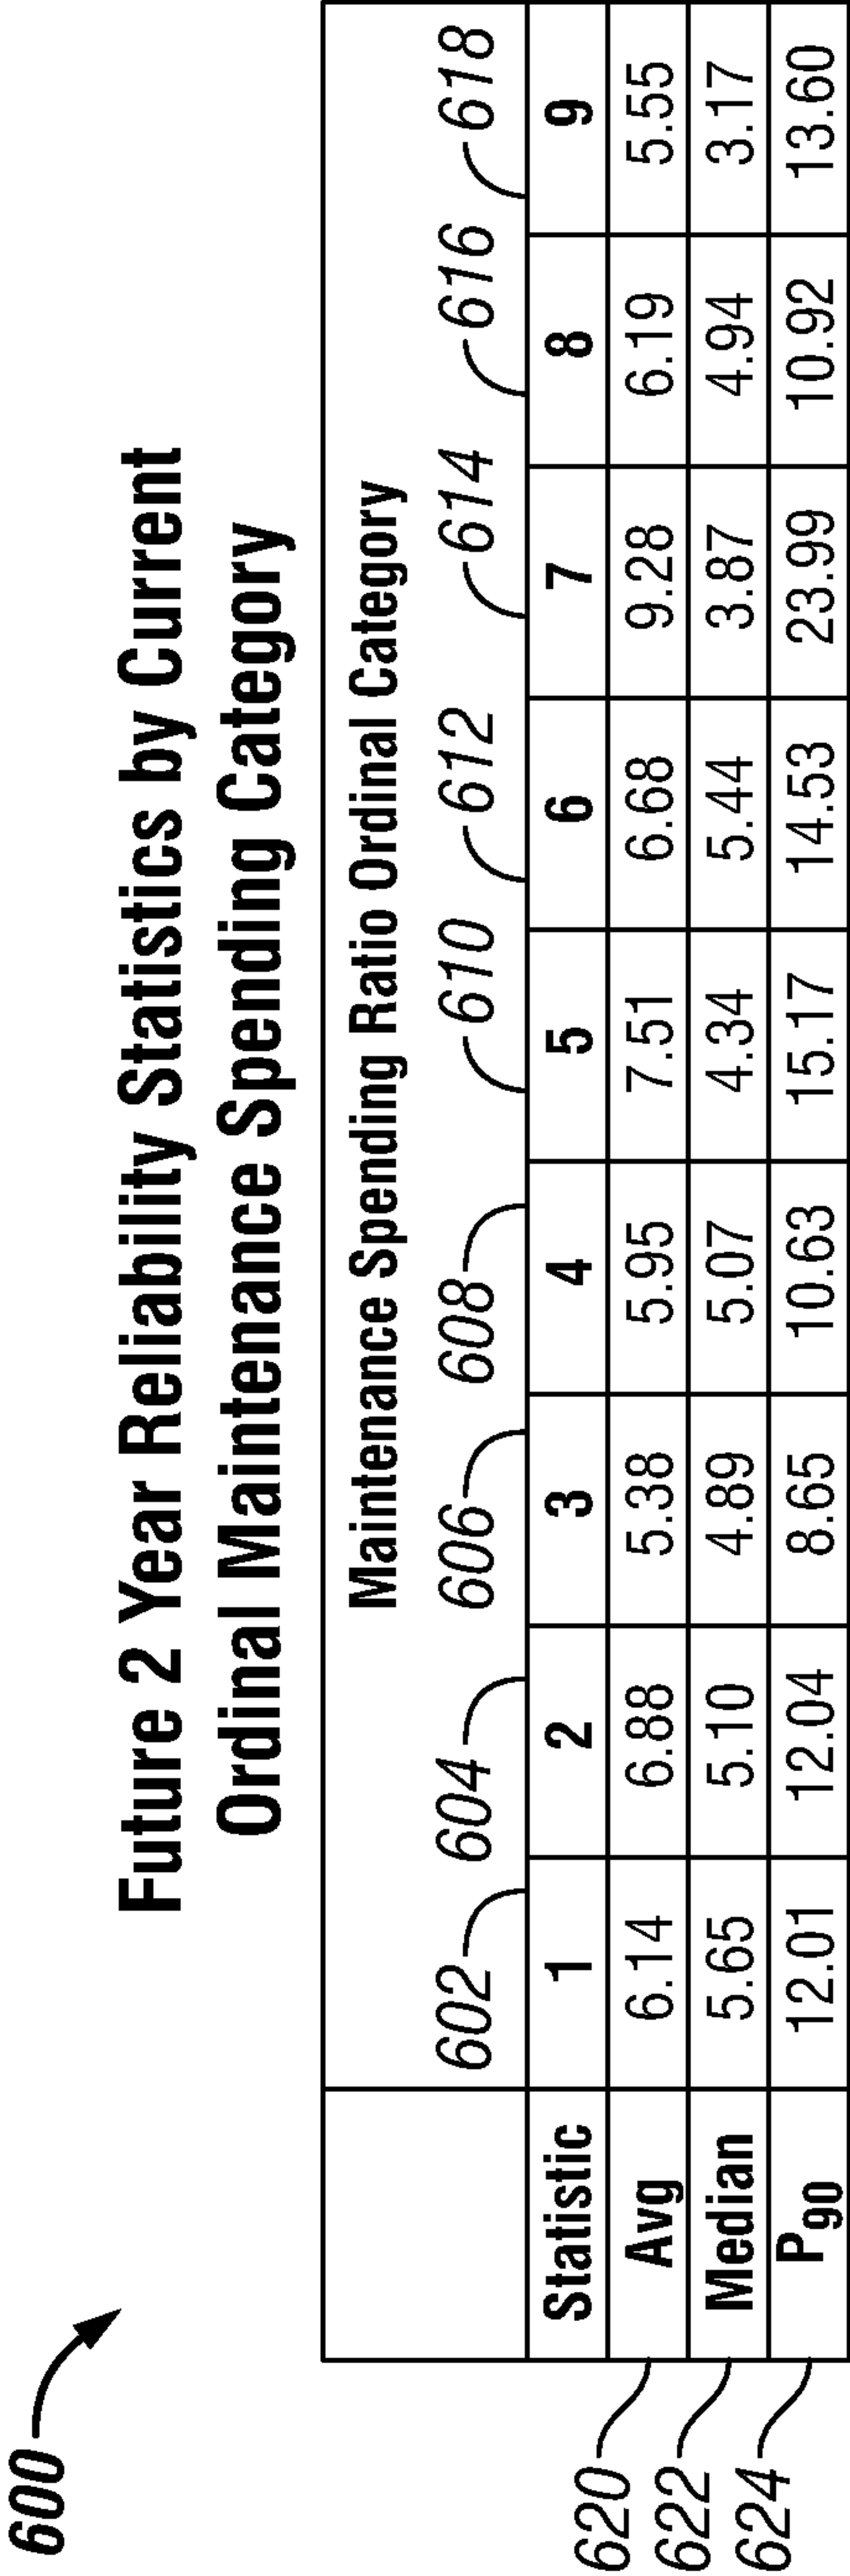 600
Future 2 Year Reliability Statistics by Current
Ordinal Maintenance Spending Category
Maintenance Spending Ratio Ordinal Category
602 604 606 608 610 612 614 616 618
Statistic 1 2 3 4 5 6 7 8 9
620 Avg 6.14 6.88 5.38 5.95 7.51 6.68 9.28 6.19 5.55
622 Median 5.65 5.10 4.89 5.07 4.34 5.44 3.87 4.94 3.17
624 P90 12.01 12.04 8.65 10.63 15.17 14.53 23.99 10.92 13.60